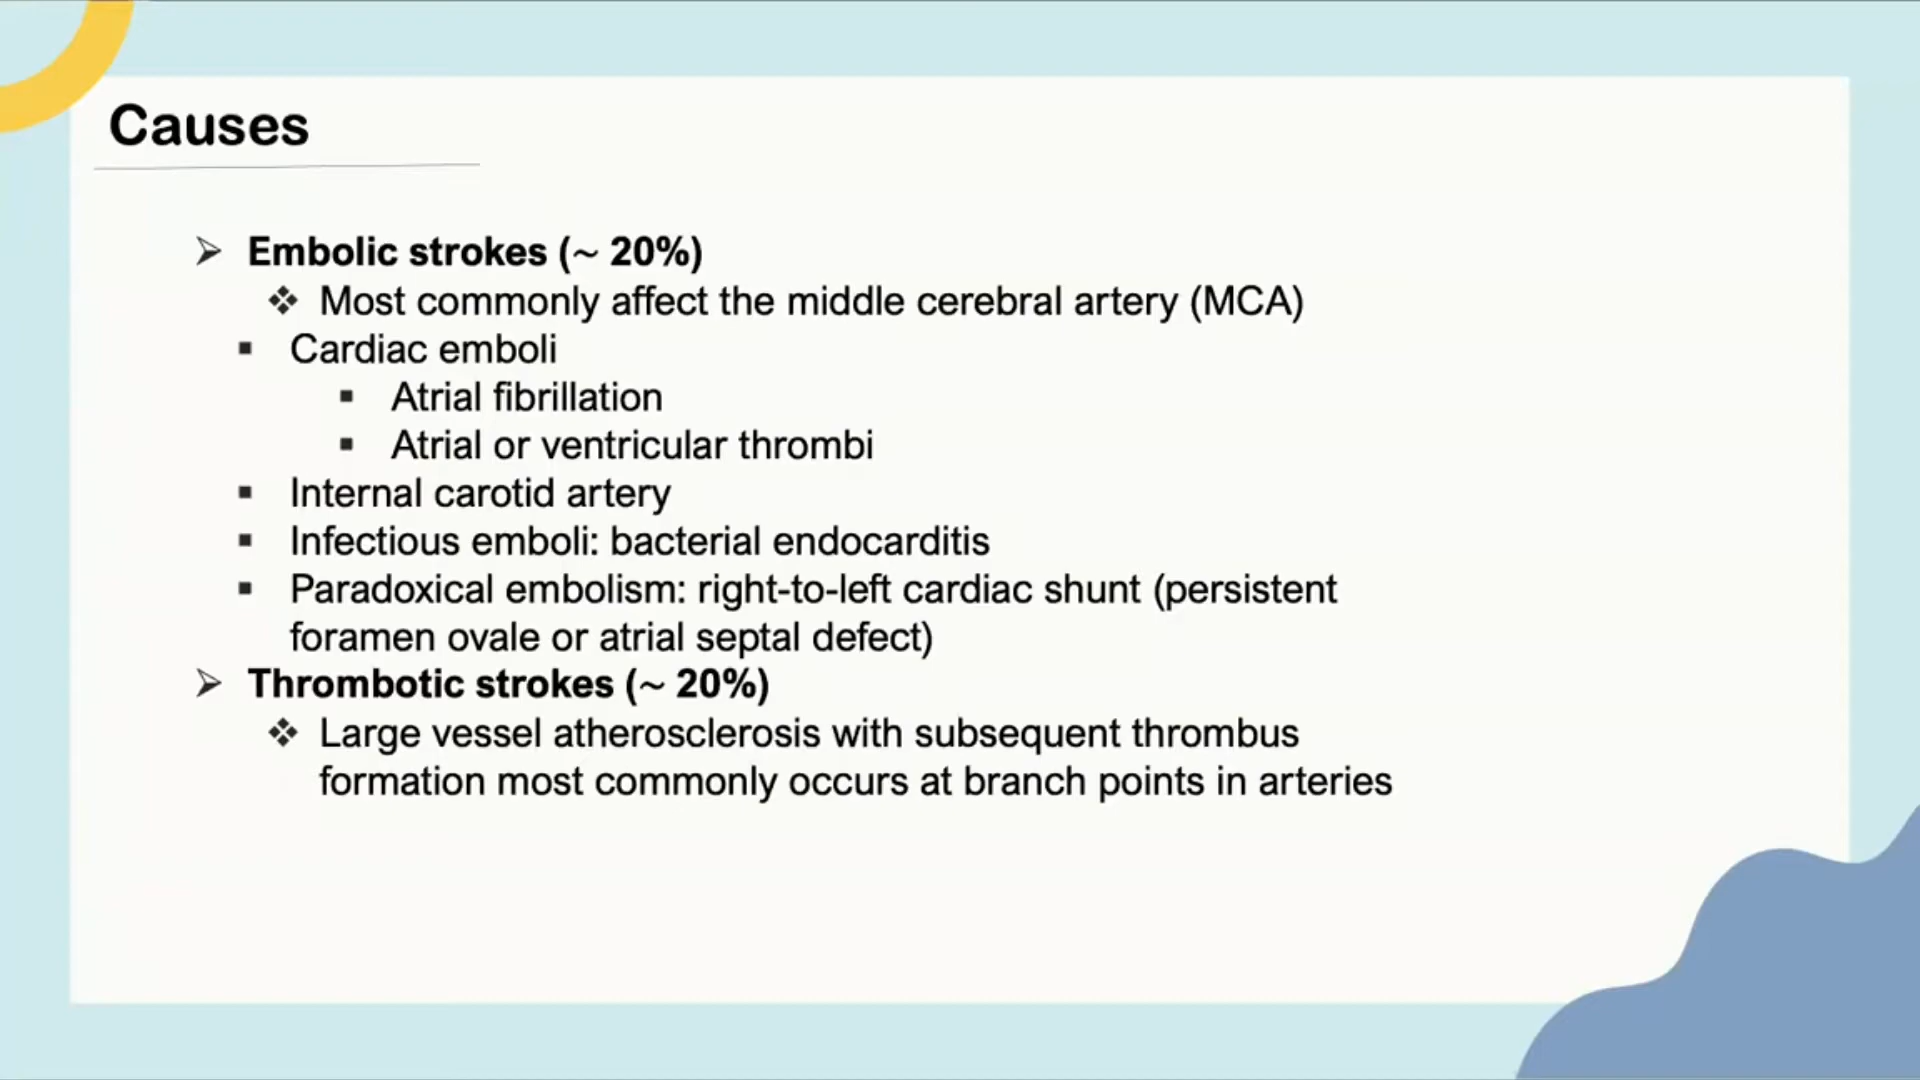 Causes
➢ Embolic strokes (~ 20%)
❖ Most commonly affect the middle cerebral artery (MCA)
▪ Cardiac emboli
▪ Atrial fibrillation
▪ Atrial or ventricular thrombi
▪ Internal carotid artery
▪ Infectious emboli: bacterial endocarditis
▪ Paradoxical embolism: right-to-left cardiac shunt (persistent
foramen ovale or atrial septal defect)
➢ Thrombotic strokes (~ 20%)
❖ Large vessel atherosclerosis with subsequent thrombus
formation most commonly occurs at branch points in arteries